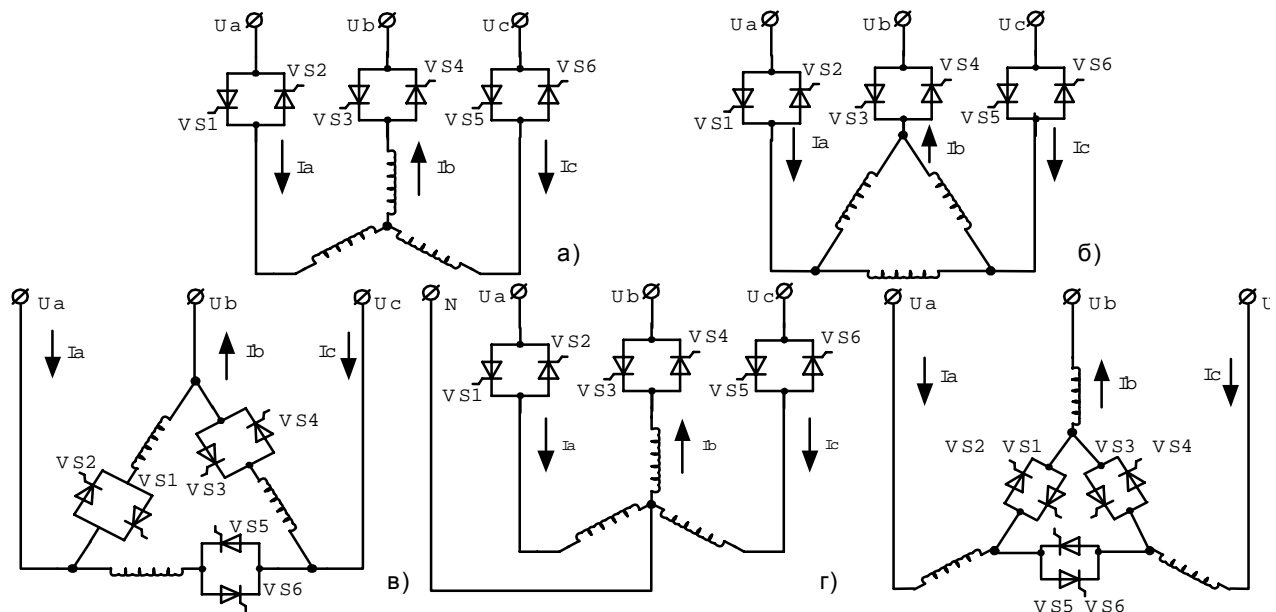 Ua Ub Uc
VS2 VS4 VS6
VS1 VS3 VS5
Ia Ib Ic
а)
Ua Ub Uc
VS2 VS4 VS6
VS1 VS3 VS5
Ia Ib Ic
б)
Ua Ub Uc
Ia Ib Ic
VS4
VS2 VS1 VS3
VS5
VS6
в)
N Ua Ub Uc
VS2 VS4 VS6
VS1 VS3 VS5
Ia Ib Ic
г)
Ua Ub U
Ia Ib Ic
VS2 VS1 VS3 VS4
VS5 VS6